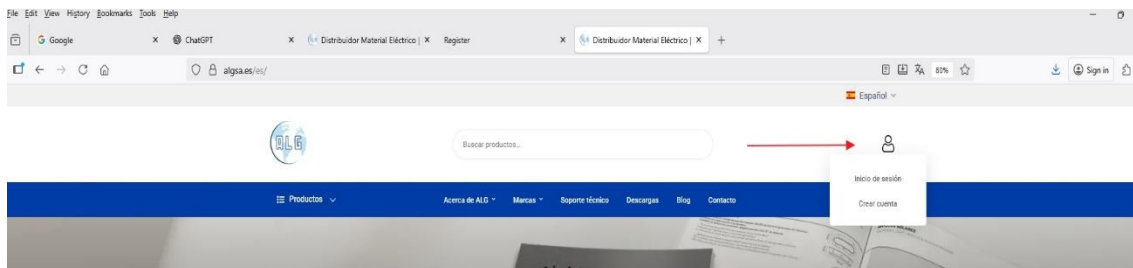 File Edit View History Bookmarks Tools Help
Google
ChatGPT
Distribuidor Material Eléctrico |
Register
Distribuidor Material Eléctrico |
algsa.es/es/
80%
Sign in
Español
ALG
Buscar productos...
Inicio de sesión
Crear cuenta
Productos
Acerca de ALG
Marcas
Soporte técnico
Descargas
Blog
Contacto